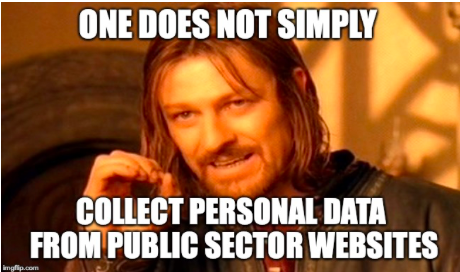 ONE DOES NOT SIMPLY
COLLECT PERSONAL DATA
FROM PUBLIC SECTOR WEBSITES
imgflip.com